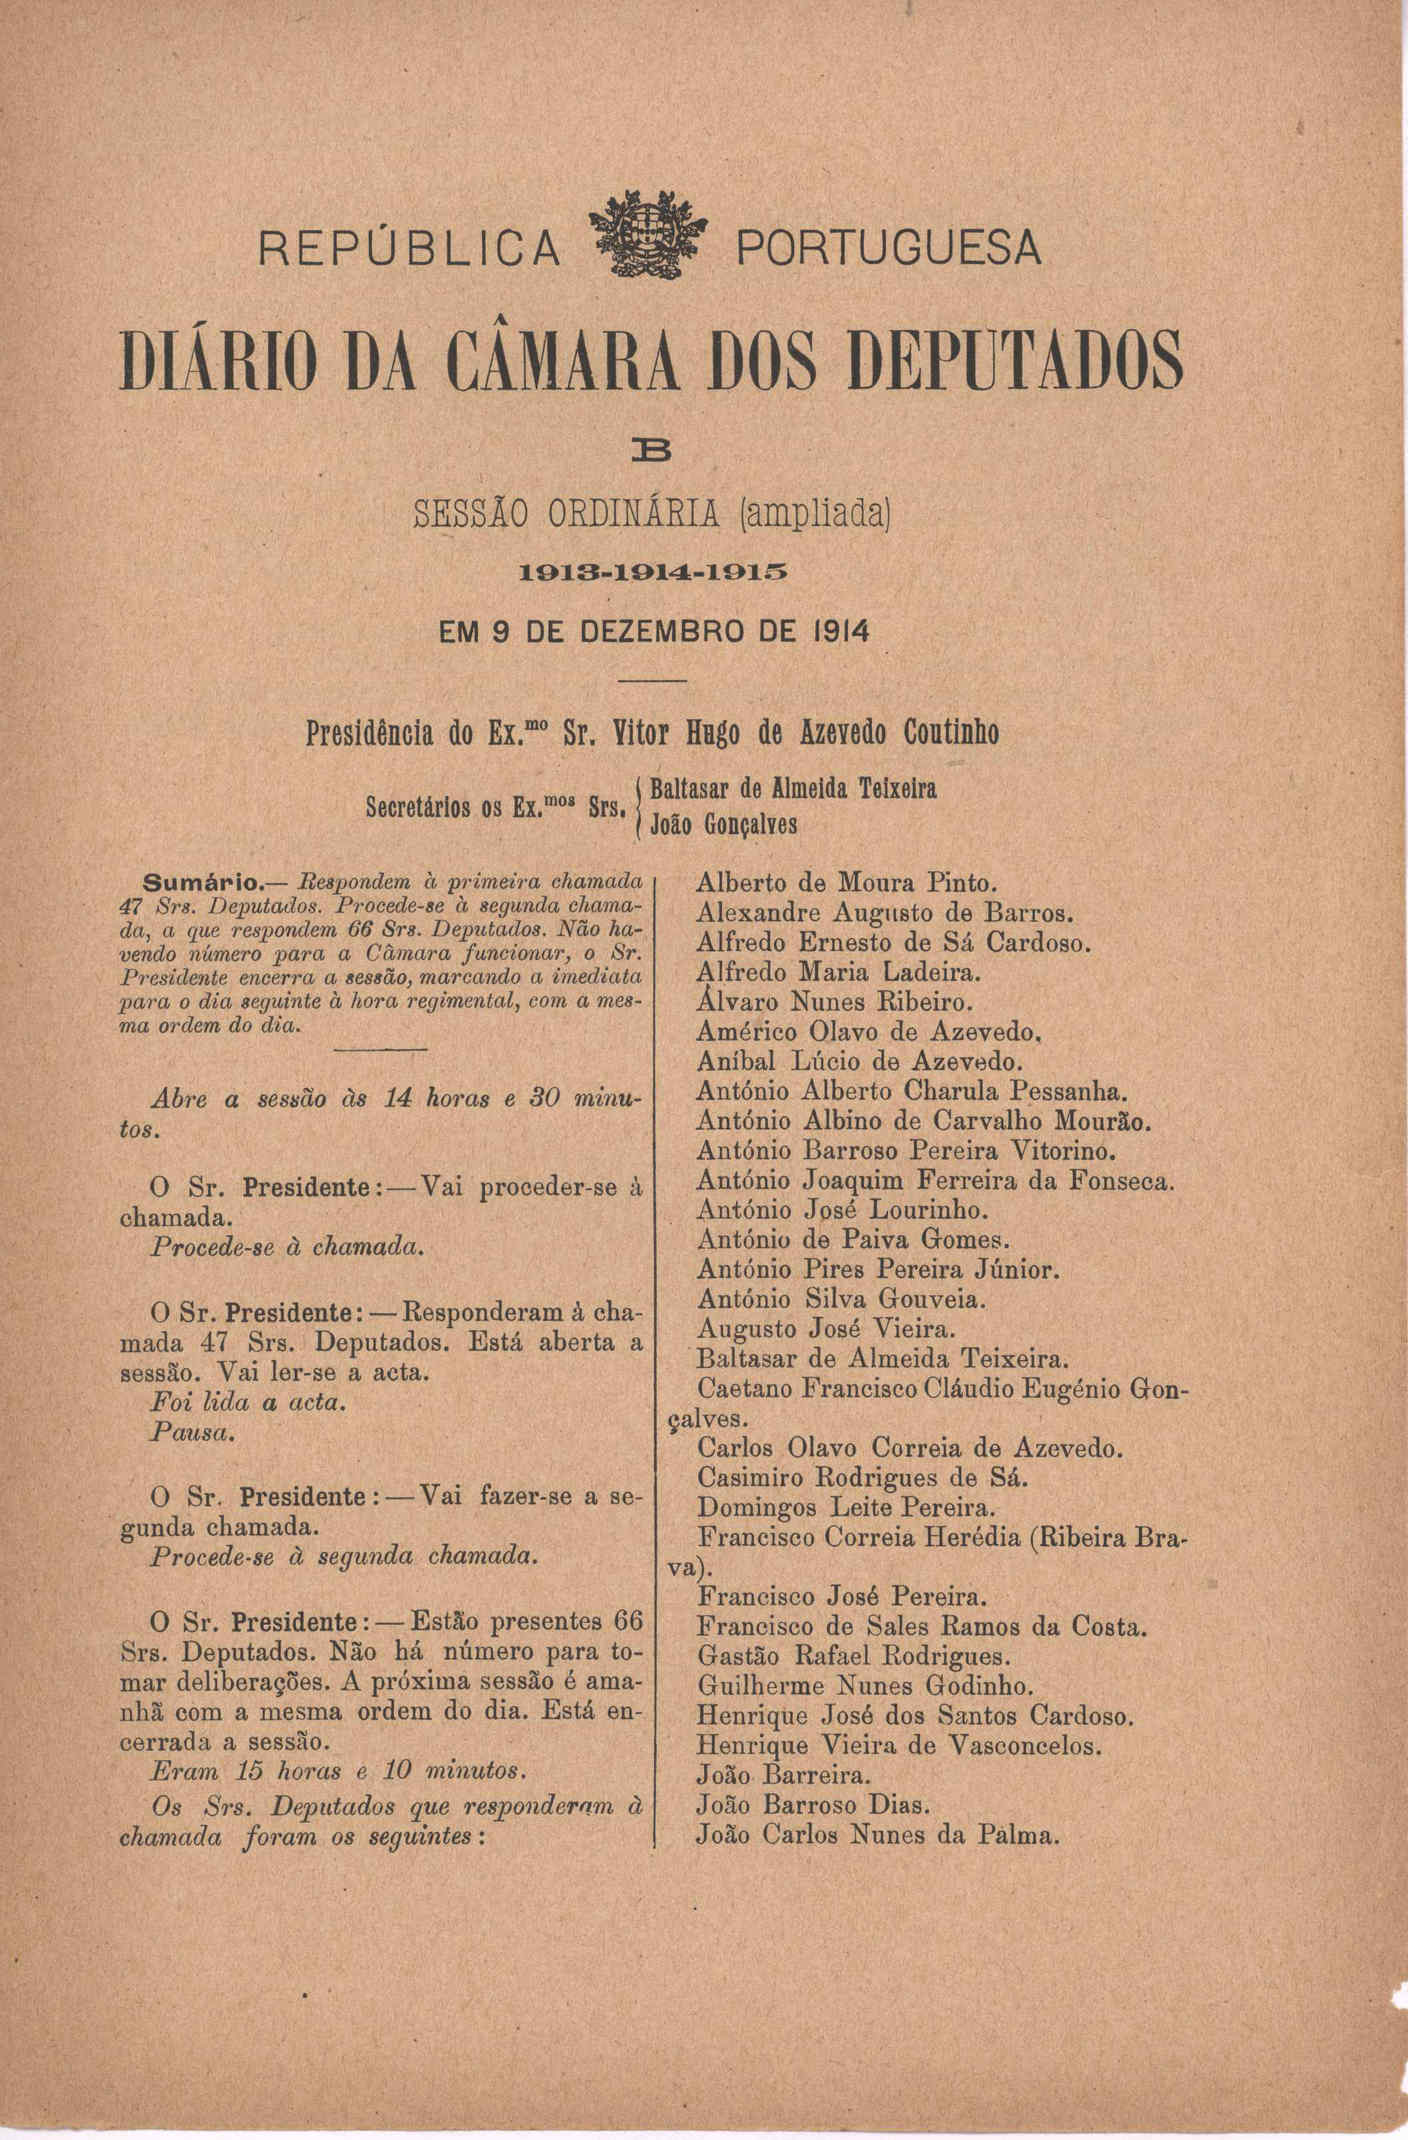 REPÚBLICA PORTUGUESA
DIÁRIO DA CÂMARA DOS DEPUTADOS
B
SESSÃO ORDINÁRIA (ampliada)
1913-1914-1915
EM 9 DE DEZEMBRO DE 1914
Presidência do Ex.mo Sr. Vitor Hugo de Azevedo Coutinho
Secretários os Ex.mos Srs.
Baltasar de Almeida Teixeira
João Gonçalves
Sumário.— Respondem à primeira chamada
47 Srs. Deputados. Procede-se à segunda chama-
da, a que respondem 66 Srs. Deputados. Não ha-
vendo número para a Câmara funcionar, o Sr.
Presidente encerra a sessão, marcando a imediata
para o dia seguinte à hora regimental, com a mes-
ma ordem do dia.
Abre a sessão às 14 horas e 30 minu-
tos.
O Sr. Presidente:—Vai proceder-se à
chamada.
Procede-se à chamada.
O Sr. Presidente:—Responderam à cha-
mada 47 Srs. Deputados. Está aberta a
sessão. Vai ler-se a acta.
Foi lida a acta.
Pausa.
O Sr. Presidente:—Vai fazer-se a se-
gunda chamada.
Procede-se à segunda chamada.
O Sr. Presidente:—Estão presentes 66
Srs. Deputados. Não há número para to-
mar deliberações. A próxima sessão é ama-
nhã com a mesma ordem do dia. Está en-
cerrada a sessão.
Eram 15 horas e 10 minutos.
Os Srs. Deputados que responderam à
chamada foram os seguintes:
Alberto de Moura Pinto.
Alexandre Augusto de Barros.
Alfredo Ernesto de Sá Cardoso.
Alfredo Maria Ladeira.
Álvaro Nunes Ribeiro.
Américo Olavo de Azevedo.
Aníbal Lúcio de Azevedo.
António Alberto Charula Pessanha.
António Albino de Carvalho Mourão.
António Barroso Pereira Vitorino.
António Joaquim Ferreira da Fonseca.
António José Lourinho.
António de Paiva Gomes.
António Pires Pereira Júnior.
António Silva Gouveia.
Augusto José Vieira.
Baltasar de Almeida Teixeira.
Caetano Francisco Cláudio Eugénio Gon-
çalves.
Carlos Olavo Correia de Azevedo.
Casimiro Rodrigues de Sá.
Domingos Leite Pereira.
Francisco Correia Herédia (Ribeira Bra-
va).
Francisco José Pereira.
Francisco de Sales Ramos da Costa.
Gastão Rafael Rodrigues.
Guilherme Nunes Godinho.
Henrique José dos Santos Cardoso.
Henrique Vieira de Vasconcelos.
João Barreira.
João Barroso Dias.
João Carlos Nunes da Palma.